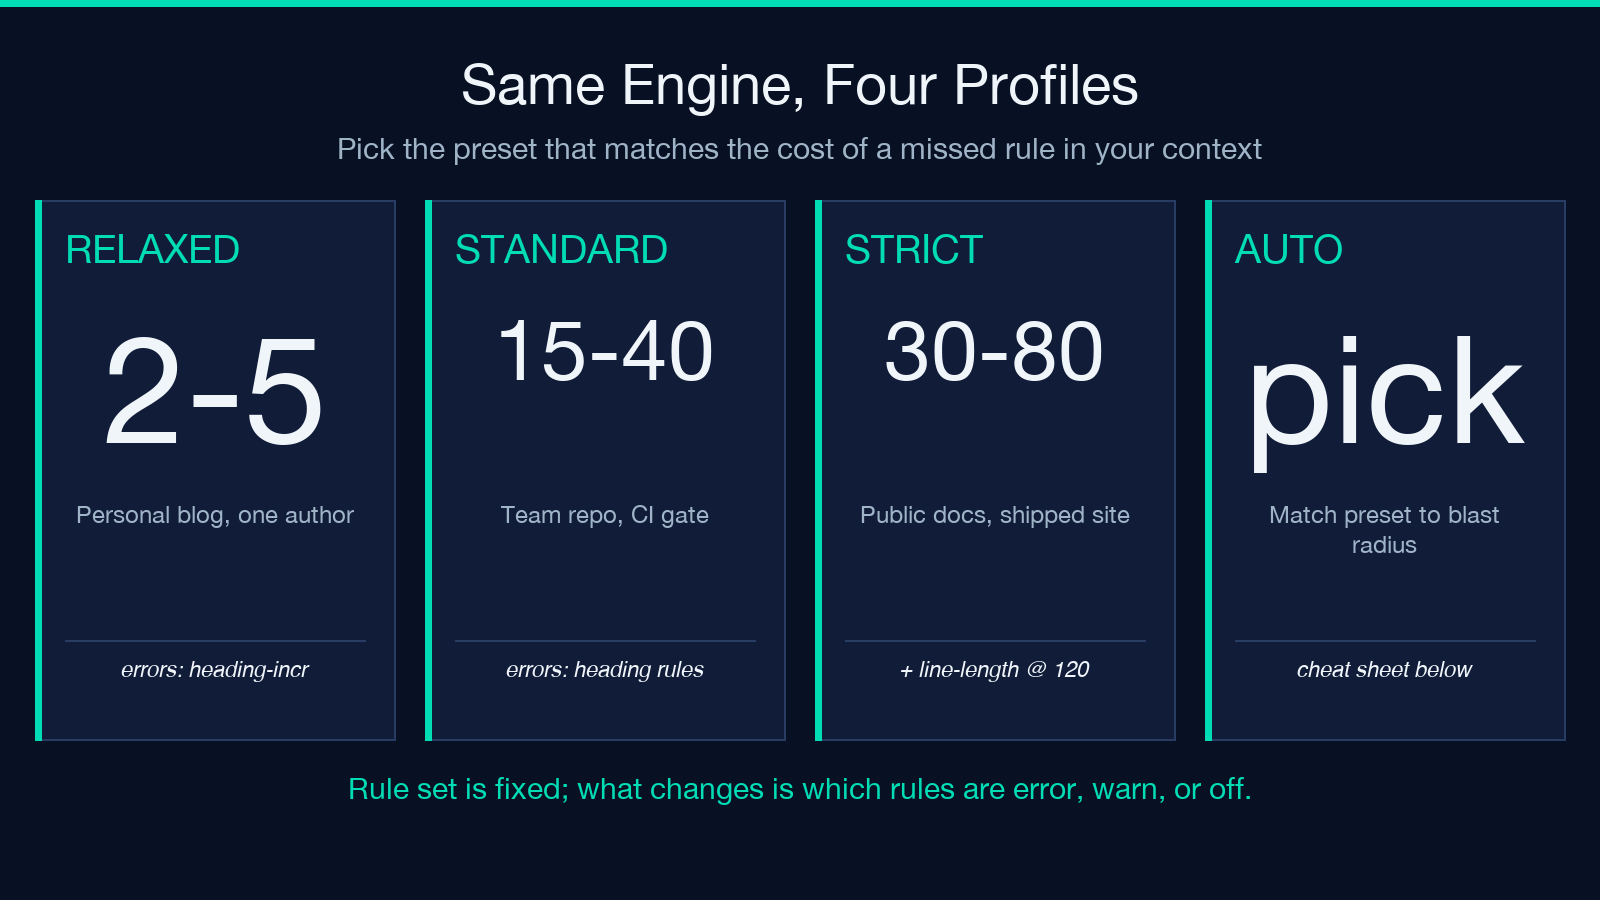 Same Engine, Four Profiles
Pick the preset that matches the cost of a missed rule in your context
RELAXED
2-5
Personal blog, one author
errors: heading-incr
STANDARD
15-40
Team repo, CI gate
errors: heading rules
STRICT
30-80
Public docs, shipped site
+ line-length @ 120
AUTO
pick
Match preset to blast
radius
cheat sheet below
Rule set is fixed; what changes is which rules are error, warn, or off.